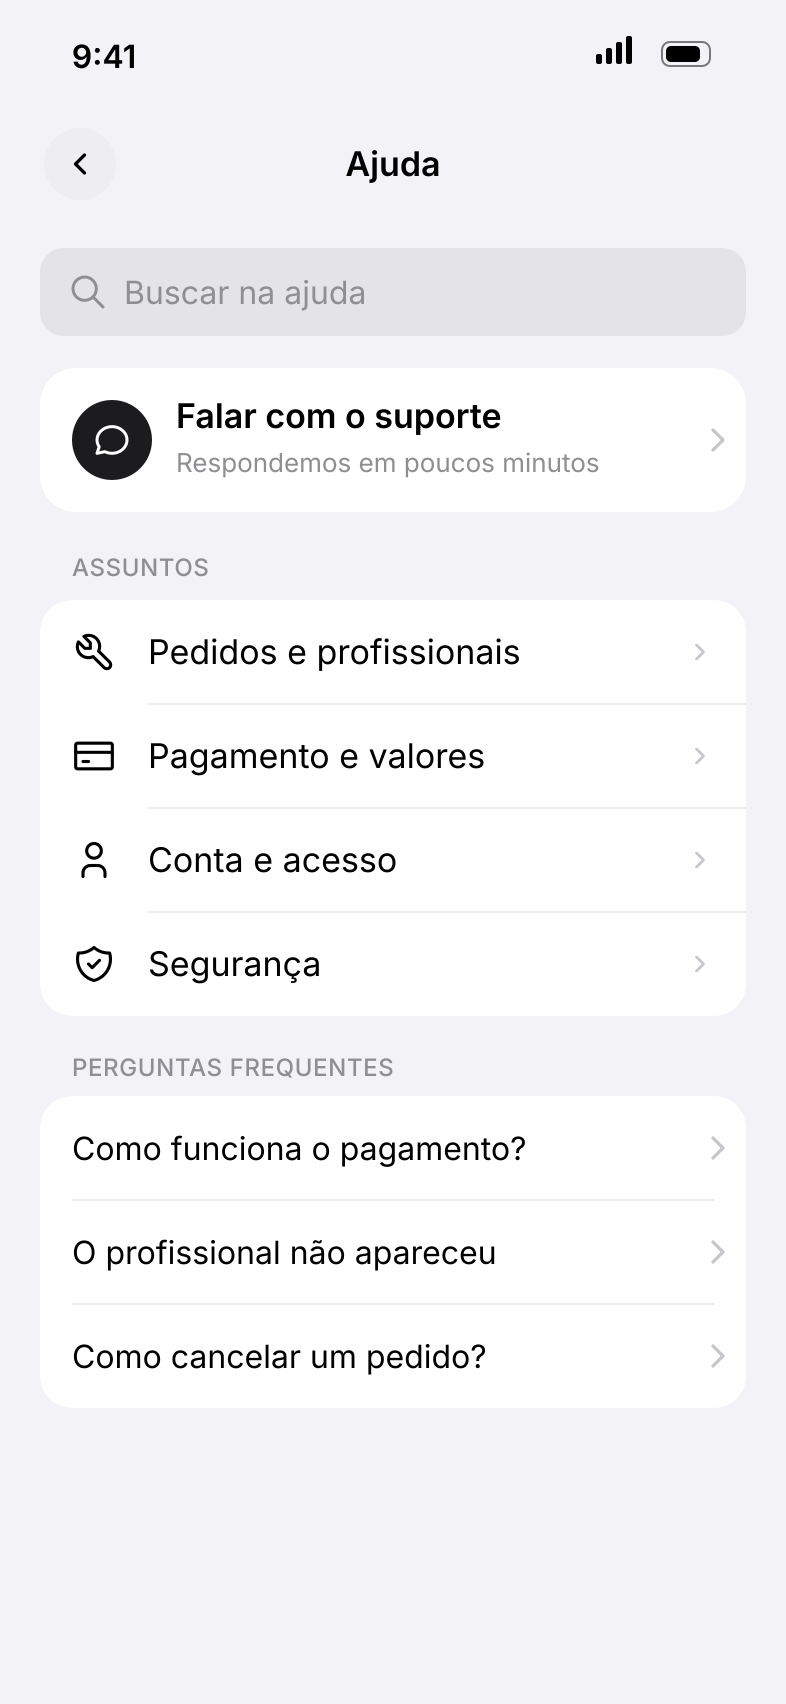 9:41
Ajuda
Buscar na ajuda
Falar com o suporte
Respondemos em poucos minutos
ASSUNTOS
Pedidos e profissionais
Pagamento e valores
Conta e acesso
Segurança
PERGUNTAS FREQUENTES
Como funciona o pagamento?
O profissional não apareceu
Como cancelar um pedido?